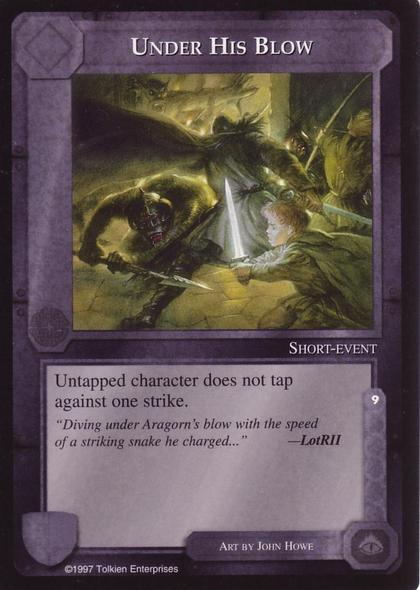 UNDER HIS BLOW
SHORT-EVENT
Untapped character does not tap
against one strike.
9
“Diving under Aragorn’s blow with the speed
of a striking snake he charged...” —LotRII
ART BY JOHN HOWE
©1997 Tolkien Enterprises